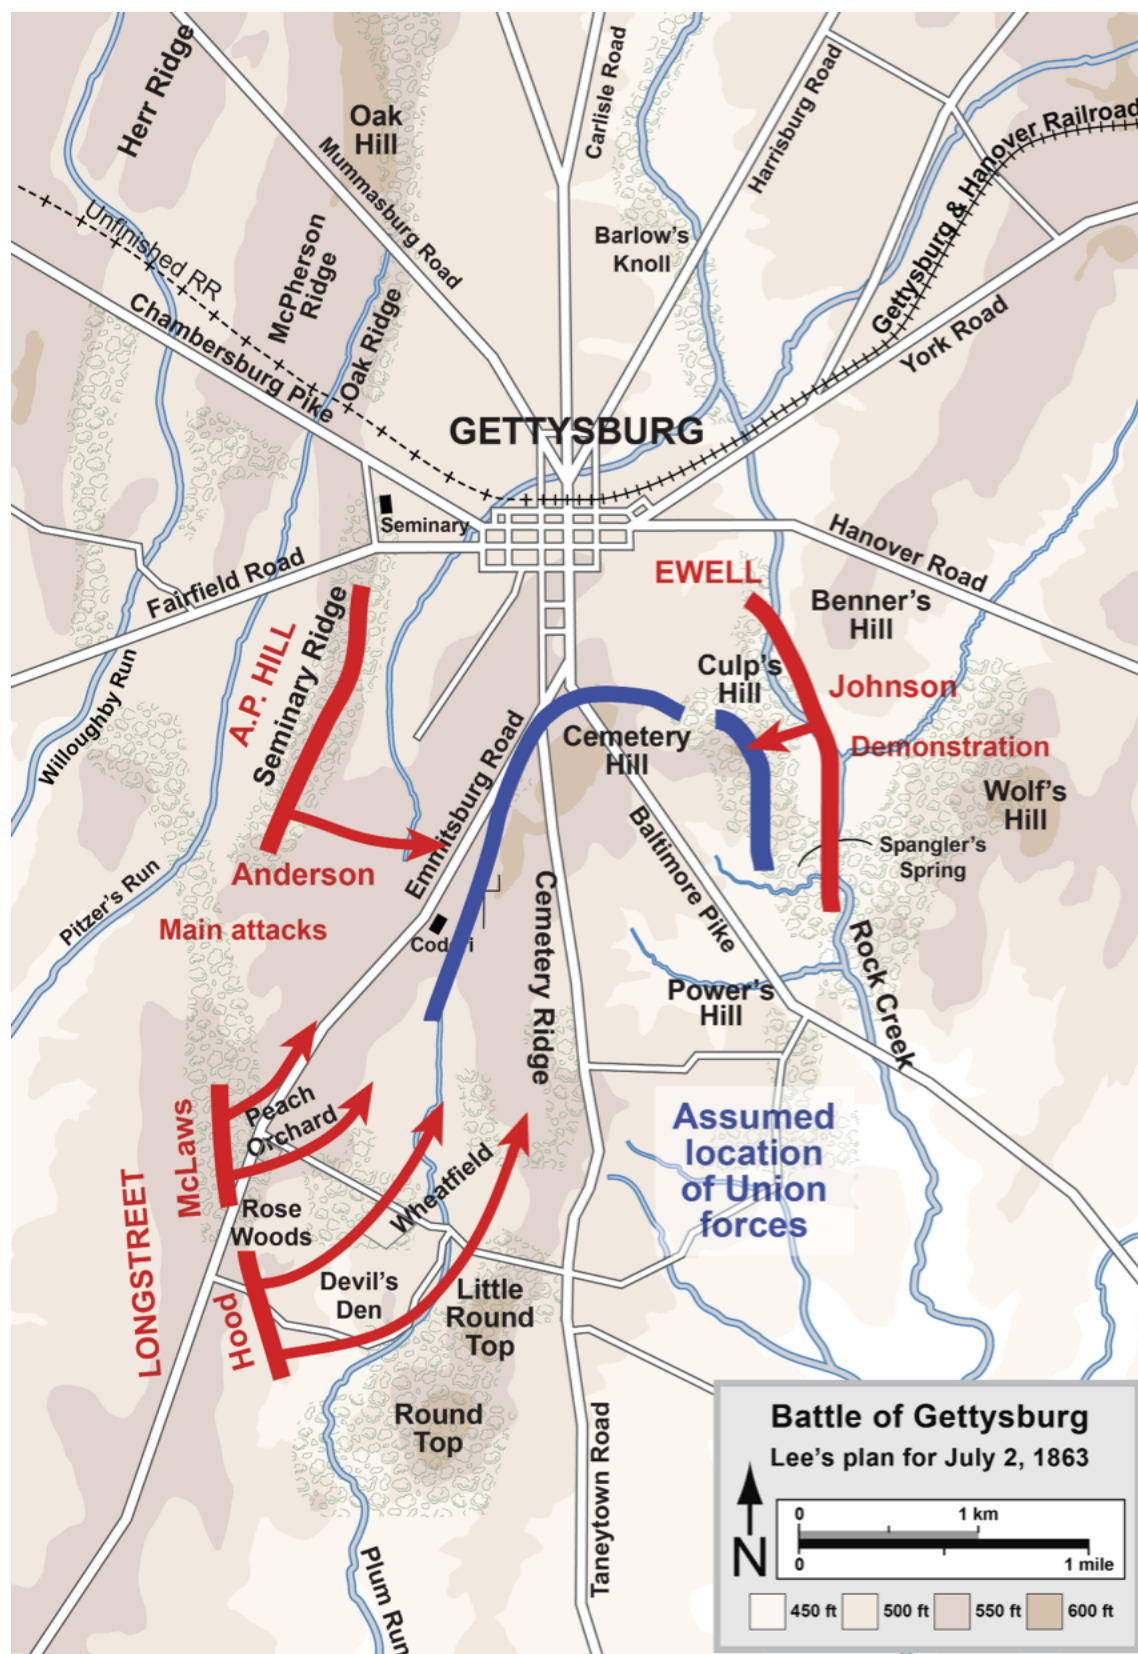 Herr Ridge
Oak
Hill
Carlisle Road
Harrisburg Road
Mummasburg Road
Gettysburg & Hanover Railroad
Unfinished RR
McPherson
Ridge
Barlow's
Knoll
Chambersburg Pike
Oak Ridge
York Road
GETTYSBURG
Seminary
Hanover Road
Fairfield Road
EWELL
Benner's
Hill
A.P. HILL
Seminary Ridge
Culp's
Hill
Johnson
Willoughby Run
Cemetery
Hill
Demonstration
Wolf's
Hill
Emmitsburg Road
Baltimore Pike
Spangler's
Spring
Anderson
Pitzer's Run
Main attacks
Cemetery Ridge
Rock Creek
Power's
Hill
Peach
Orchard
McLaws
Assumed
location
of Union
forces
LONGSTREET
Wheatfield
Rose
Woods
Devil's
Den
Little
Round
Top
Hood
Round
Top
Taneytown Road
Plum Run
Battle of Gettysburg
Lee's plan for July 2, 1863
N
0 1 km
0 1 mile
450 ft 500 ft 550 ft 600 ft